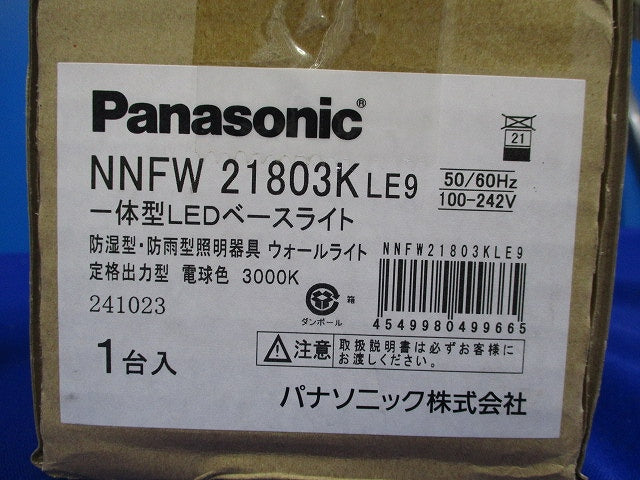 Panasonic®
21
NNFW 21803K LE9
50/60Hz
100-242V
一体型LEDベースライト
防湿型・防雨型照明器具 ウォールライト
定格出力型 電球色 3000K
NNFW21803KLE9
241023
箱
ダンボール
4549980499665
1台入
注意
取扱説明書は必ずお客様に
お渡しください。
パナソニック株式会社